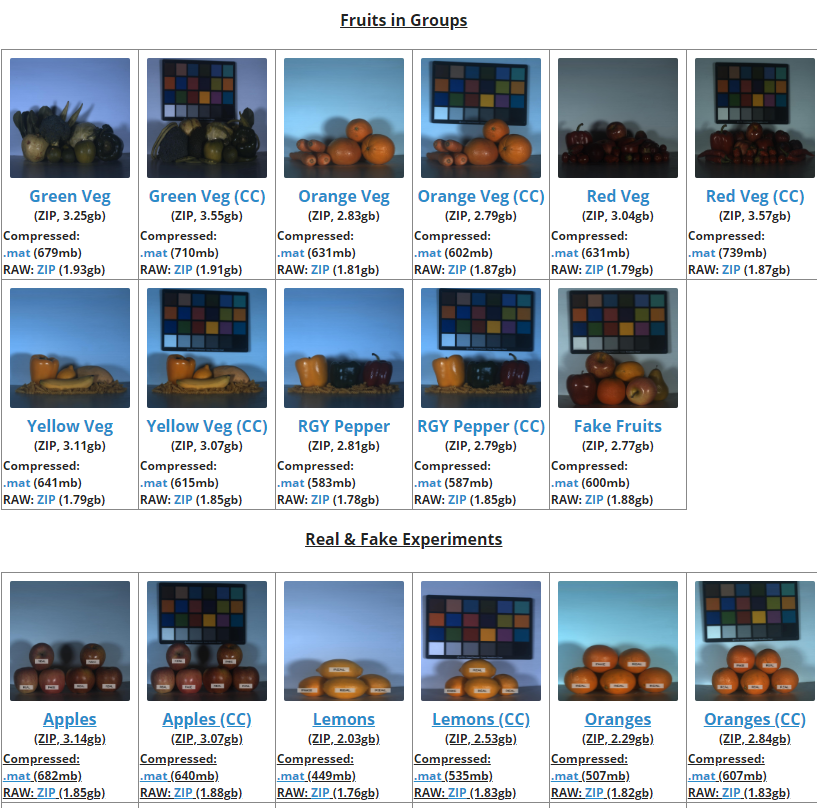 Fruits in Groups
Green Veg
(ZIP, 3.25gb)
Compressed:
.mat (679mb)
RAW: ZIP (1.93gb)
Green Veg (CC)
(ZIP, 3.55gb)
Compressed:
.mat (710mb)
RAW: ZIP (1.91gb)
Orange Veg
(ZIP, 2.83gb)
Compressed:
.mat (631mb)
RAW: ZIP (1.81gb)
Orange Veg (CC)
(ZIP, 2.79gb)
Compressed:
.mat (602mb)
RAW: ZIP (1.87gb)
Red Veg
(ZIP, 3.04gb)
Compressed:
.mat (631mb)
RAW: ZIP (1.79gb)
Red Veg (CC)
(ZIP, 3.57gb)
Compressed:
.mat (739mb)
RAW: ZIP (1.87gb)
Yellow Veg
(ZIP, 3.11gb)
Compressed:
.mat (641mb)
RAW: ZIP (1.79gb)
Yellow Veg (CC)
(ZIP, 3.07gb)
Compressed:
.mat (615mb)
RAW: ZIP (1.85gb)
RGY Pepper
(ZIP, 2.81gb)
Compressed:
.mat (583mb)
RAW: ZIP (1.78gb)
RGY Pepper (CC)
(ZIP, 2.79gb)
Compressed:
.mat (587mb)
RAW: ZIP (1.85gb)
Fake Fruits
(ZIP, 2.77gb)
Compressed:
.mat (600mb)
RAW: ZIP (1.88gb)
Real & Fake Experiments
Apples
(ZIP, 3.14gb)
Compressed:
.mat (682mb)
RAW: ZIP (1.85gb)
Apples (CC)
(ZIP, 3.07gb)
Compressed:
.mat (640mb)
RAW: ZIP (1.88gb)
Lemons
(ZIP, 2.03gb)
Compressed:
.mat (449mb)
RAW: ZIP (1.76gb)
Lemons (CC)
(ZIP, 2.53gb)
Compressed:
.mat (535mb)
RAW: ZIP (1.83gb)
Oranges
(ZIP, 2.29gb)
Compressed:
.mat (507mb)
RAW: ZIP (1.82gb)
Oranges (CC)
(ZIP, 2.84gb)
Compressed:
.mat (607mb)
RAW: ZIP (1.83gb)